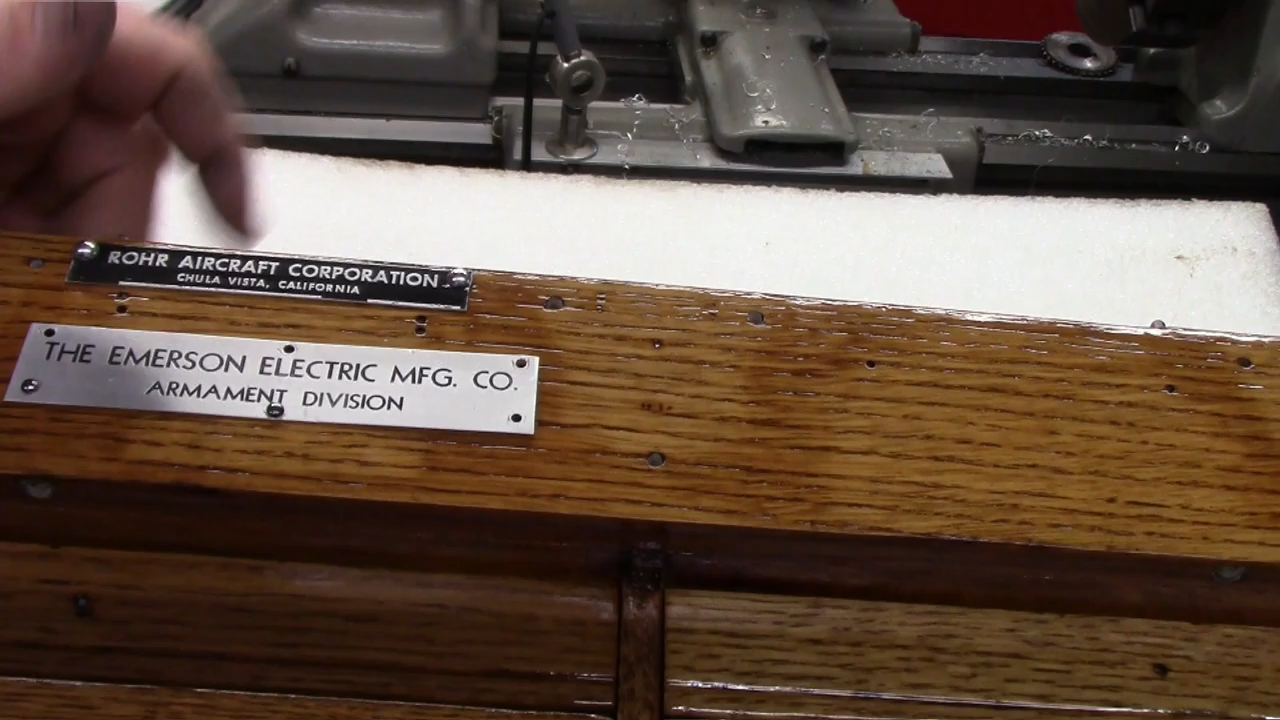 ROHR AIRCRAFT CORPORATION
CHULA VISTA, CALIFORNIA
THE EMERSON ELECTRIC MFG. CO.
ARMAMENT DIVISION